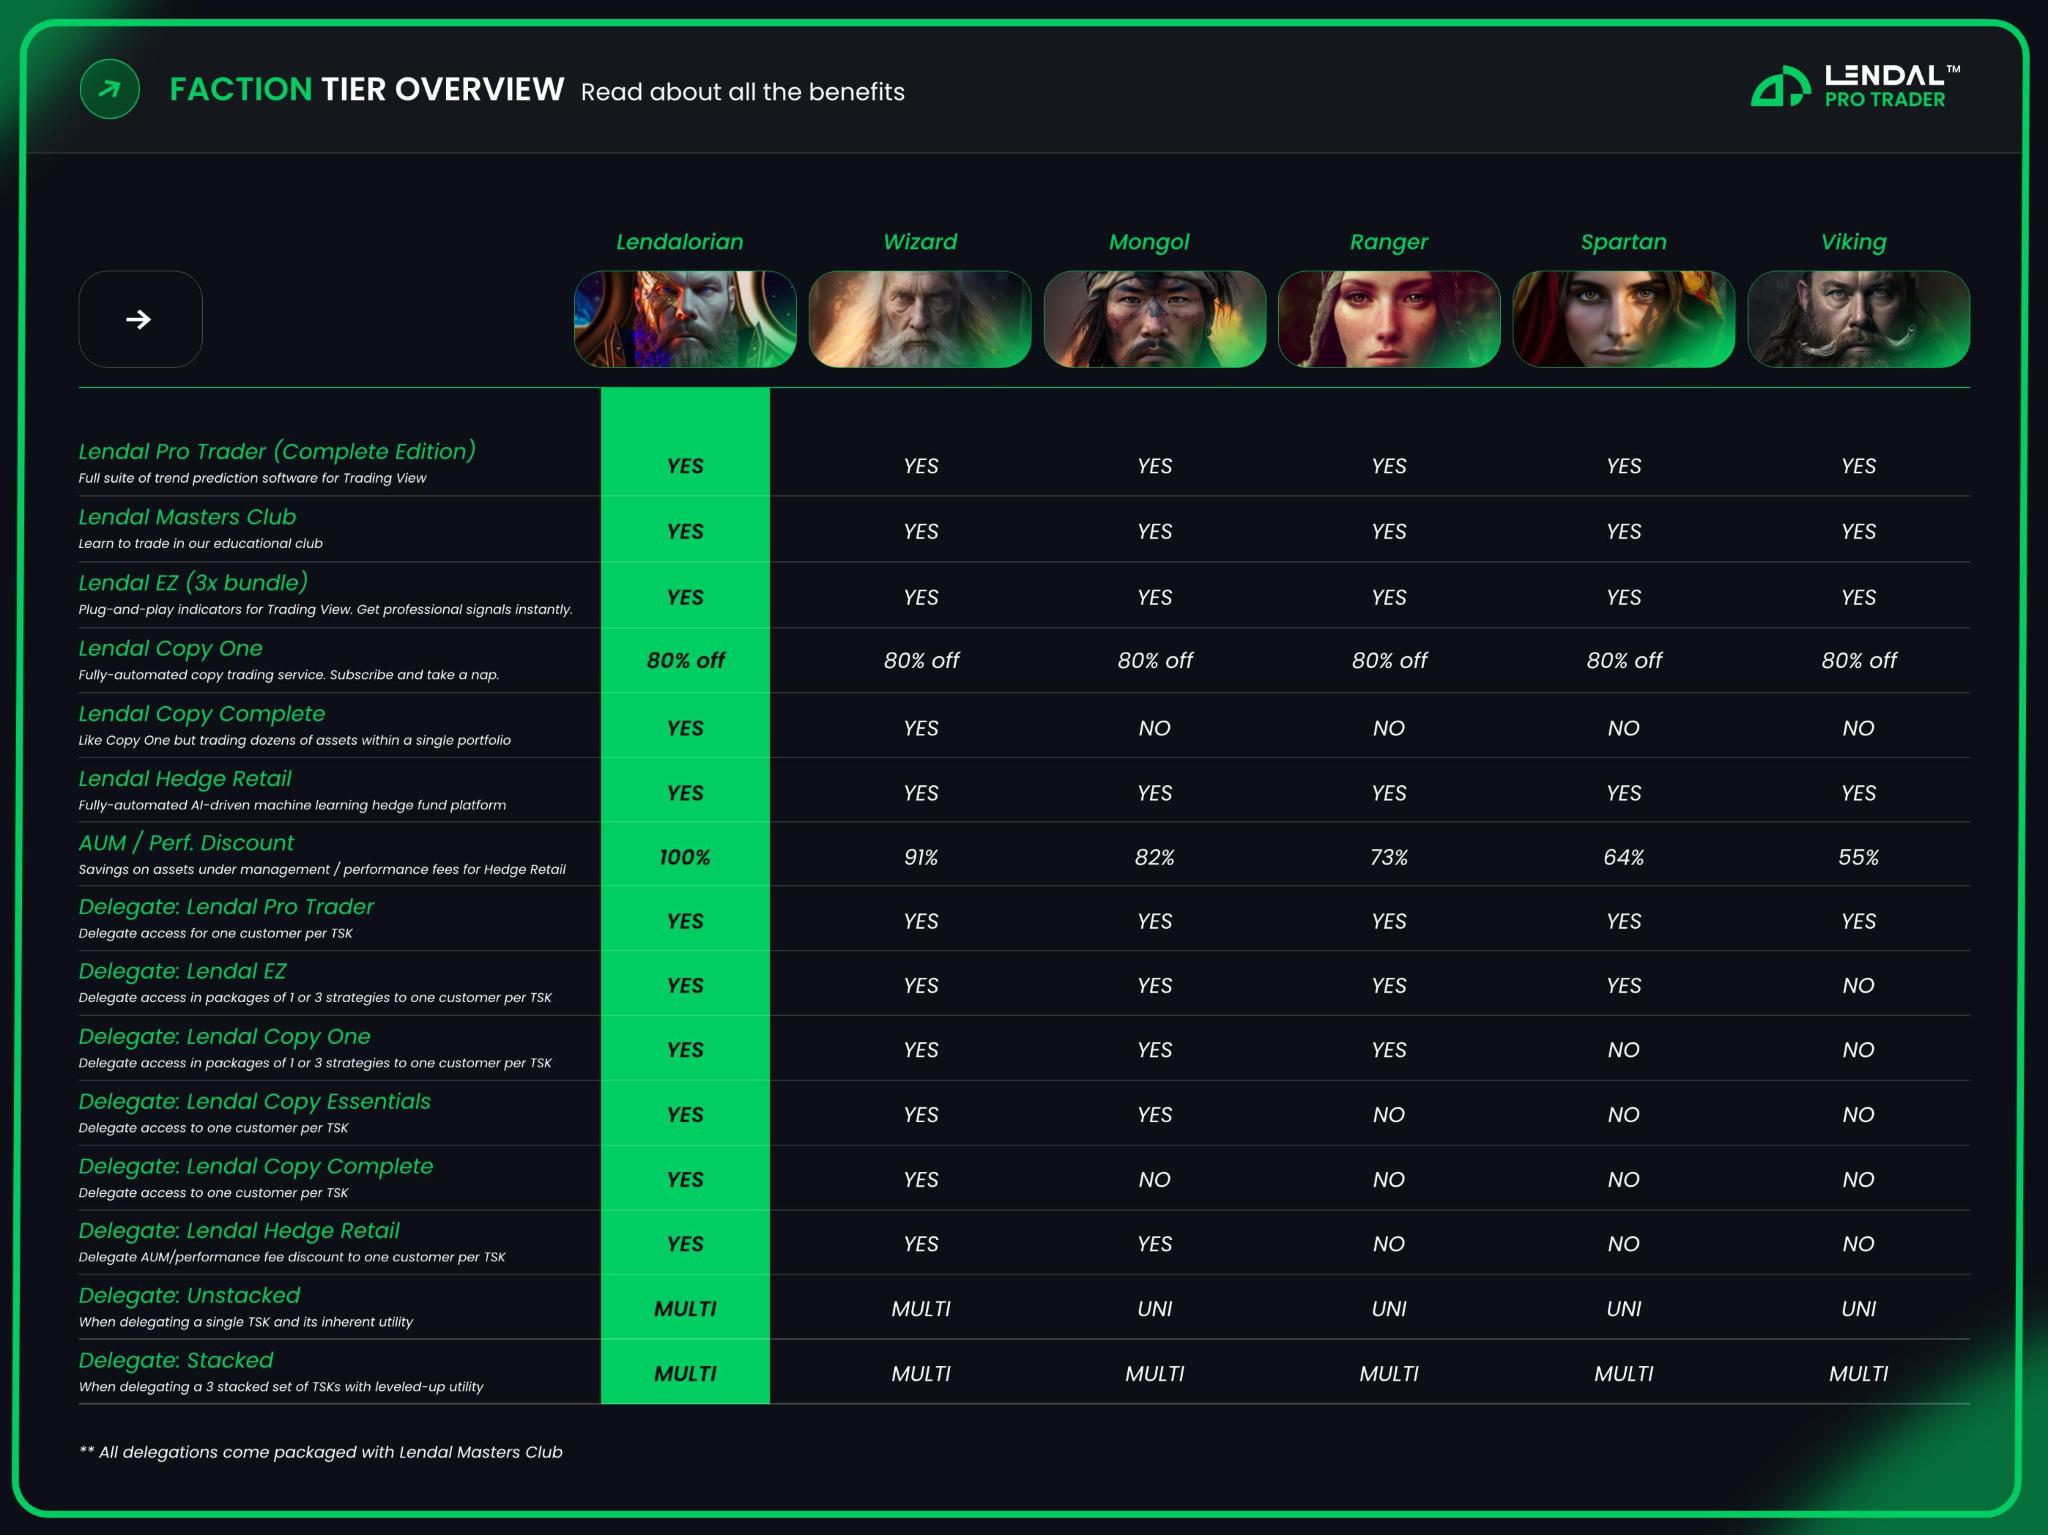 FACTION TIER OVERVIEW Read about all the benefits
LENDAL™
PRO TRADER
Lendalorian Wizard Mongol Ranger Spartan Viking
Lendal Pro Trader (Complete Edition)
Full suite of trend prediction software for Trading View
YES YES YES YES YES YES
Lendal Masters Club
Learn to trade in our educational club
YES YES YES YES YES YES
Lendal EZ (3x bundle)
Plug-and-play indicators for Trading View. Get professional signals instantly.
YES YES YES YES YES YES
Lendal Copy One
Fully-automated copy trading service. Subscribe and take a nap.
80% off 80% off 80% off 80% off 80% off 80% off
Lendal Copy Complete
Like Copy One but trading dozens of assets within a single portfolio
YES YES NO NO NO NO
Lendal Hedge Retail
Fully-automated AI-driven machine learning hedge fund platform
YES YES YES YES YES YES
AUM / Perf. Discount
Savings on assets under management / performance fees for Hedge Retail
100% 91% 82% 73% 64% 55%
Delegate: Lendal Pro Trader
Delegate access for one customer per TSK
YES YES YES YES YES YES
Delegate: Lendal EZ
Delegate access in packages of 1 or 3 strategies to one customer per TSK
YES YES YES YES YES NO
Delegate: Lendal Copy One
Delegate access in packages of 1 or 3 strategies to one customer per TSK
YES YES YES YES NO NO
Delegate: Lendal Copy Essentials
Delegate access to one customer per TSK
YES YES YES NO NO NO
Delegate: Lendal Copy Complete
Delegate access to one customer per TSK
YES YES NO NO NO NO
Delegate: Lendal Hedge Retail
Delegate AUM/performance fee discount to one customer per TSK
YES YES YES NO NO NO
Delegate: Unstacked
When delegating a single TSK and its inherent utility
MULTI MULTI UNI UNI UNI UNI
Delegate: Stacked
When delegating a 3 stacked set of TSKs with leveled-up utility
MULTI MULTI MULTI MULTI MULTI MULTI
** All delegations come packaged with Lendal Masters Club